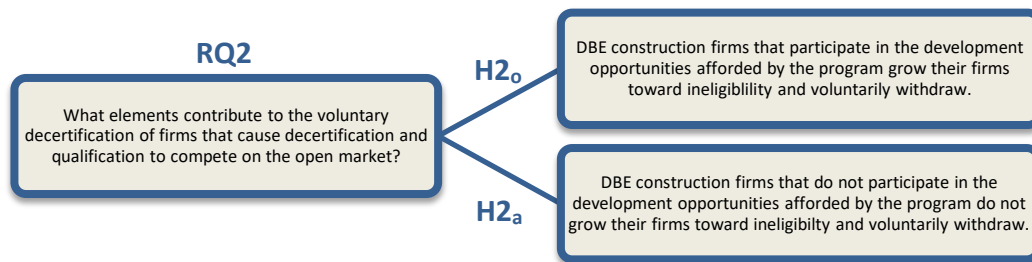 RQ2
What elements contribute to the voluntary
decertification of firms that cause decertification and
qualification to compete on the open market?
H2o
DBE construction firms that participate in the development
opportunities afforded by the program grow their firms
toward ineligiblility and voluntarily withdraw.
H2a
DBE construction firms that do not participate in the
development opportunities afforded by the program do not
grow their firms toward ineligibilty and voluntarily withdraw.